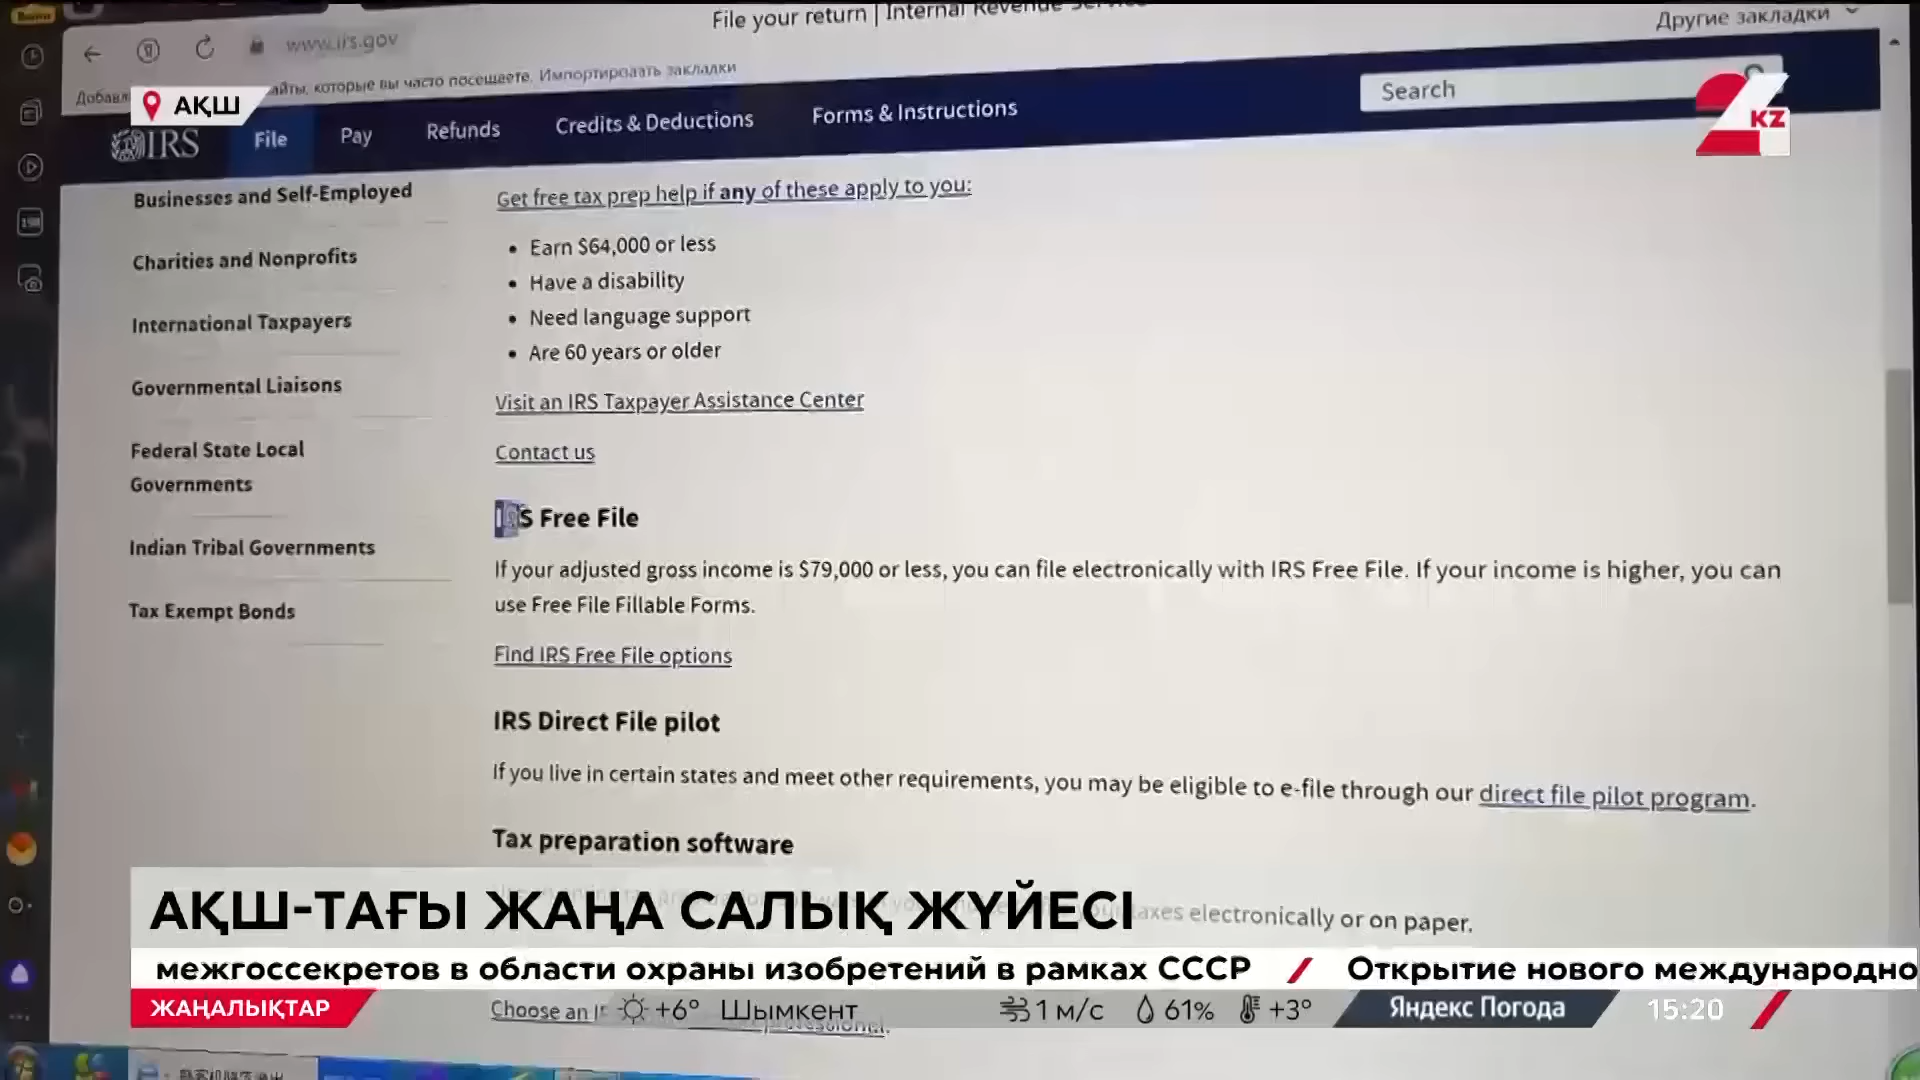 File your return | Internal Revenue
Другие закладки
www.irs.gov
айты, которые вы часто посещаете. Импортировать закладки
АҚШ
IRS
File
Pay
Refunds
Credits & Deductions
Forms & Instructions
Search
KZ
Businesses and Self-Employed
Charities and Nonprofits
International Taxpayers
Governmental Liaisons
Federal State Local
Governments
Indian Tribal Governments
Tax Exempt Bonds
Get free tax prep help if any of these apply to you:
• Earn $64,000 or less
• Have a disability
• Need language support
• Are 60 years or older
Visit an IRS Taxpayer Assistance Center
Contact us
IRS Free File
If your adjusted gross income is $79,000 or less, you can file electronically with IRS Free File. If your income is higher, you can
use Free File Fillable Forms.
Find IRS Free File options
IRS Direct File pilot
If you live in certain states and meet other requirements, you may be eligible to e-file through our direct file pilot program.
Tax preparation software
taxes electronically or on paper.
АҚШ-ТАҒЫ ЖАҢА САЛЫҚ ЖҮЙЕСІ
межгоссекретов в области охраны изобретений в рамках СССР / Открытие нового международно
ЖАҢАЛЫҚТАР
Choose an
+6° Шымкент 1 м/с 61% +3°
Яндекс Погода
15:20